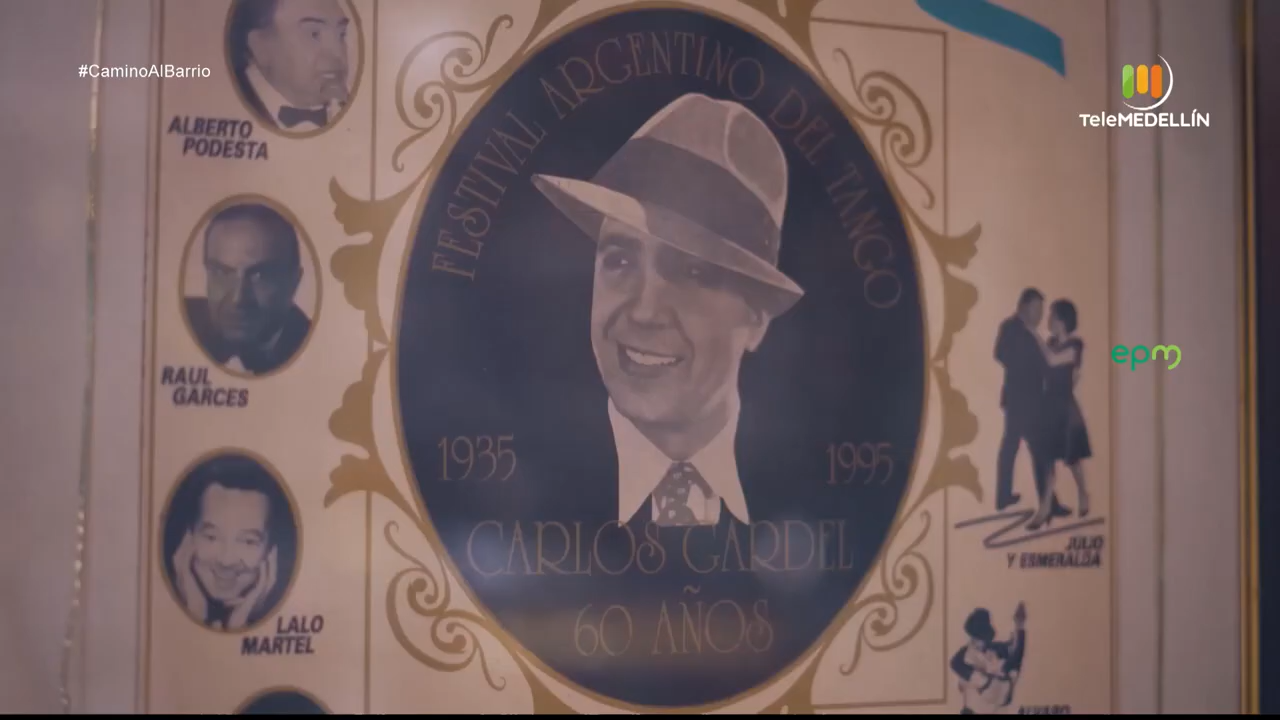 #CaminoAlBarrio
TeleMEDELLÍN
ALBERTO
PODESTA
FESTIVAL ARGENTINO DEL TANGO
RAUL
GARCES
epm
1935
1995
CARLOS GARDEL
60 AÑOS
JULIO
Y ESMERALDA
LALO
MARTEL
ALVARO